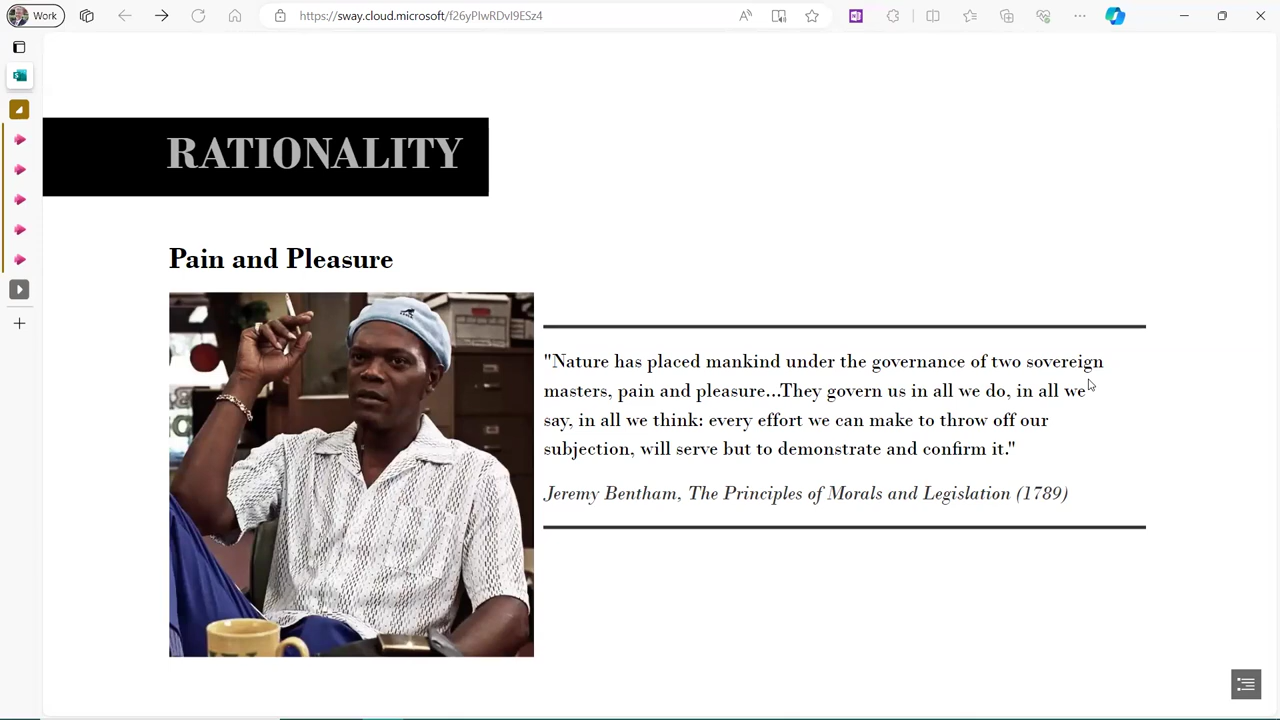 Work
https://sway.cloud.microsoft/f26yPlwRDvl9ESz4
RATIONALITY
Pain and Pleasure
"Nature has placed mankind under the governance of two sovereign
masters, pain and pleasure...They govern us in all we do, in all we
say, in all we think: every effort we can make to throw off our
subjection, will serve but to demonstrate and confirm it."
Jeremy Bentham, The Principles of Morals and Legislation (1789)